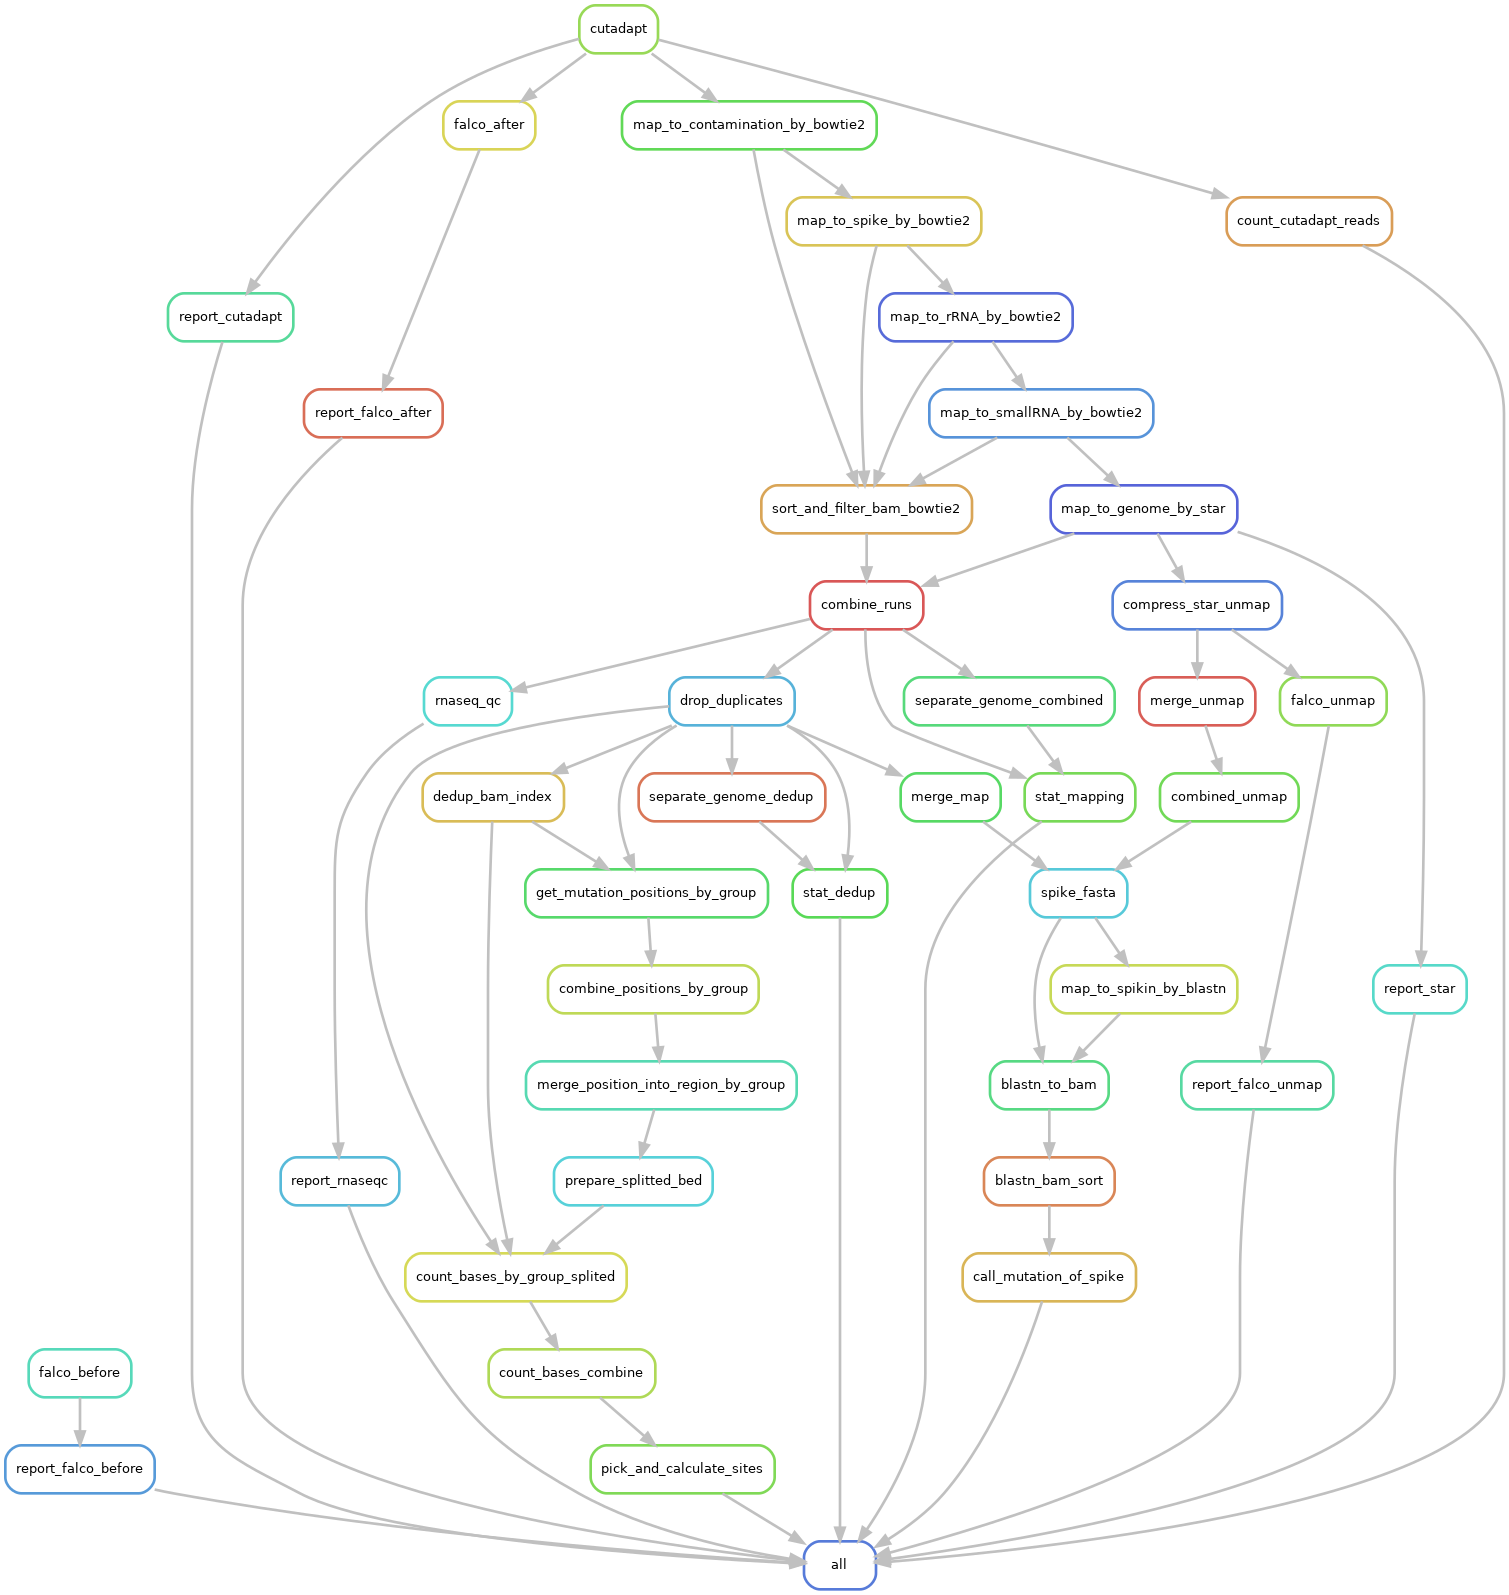 cutadapt
falco_after
map_to_contamination_by_bowtie2
map_to_spike_by_bowtie2
count_cutadapt_reads
report_cutadapt
map_to_rRNA_by_bowtie2
report_falco_after
map_to_smallRNA_by_bowtie2
sort_and_filter_bam_bowtie2
map_to_genome_by_star
combine_runs
compress_star_unmap
rnaseq_qc
drop_duplicates
separate_genome_combined
merge_unmap
falco_unmap
dedup_bam_index
separate_genome_dedup
merge_map
stat_mapping
combined_unmap
get_mutation_positions_by_group
stat_dedup
spike_fasta
combine_positions_by_group
map_to_spikin_by_blastn
report_star
merge_position_into_region_by_group
blastn_to_bam
report_falco_unmap
report_rnaseqc
prepare_splitted_bed
blastn_bam_sort
count_bases_by_group_splited
call_mutation_of_spike
falco_before
count_bases_combine
report_falco_before
pick_and_calculate_sites
all